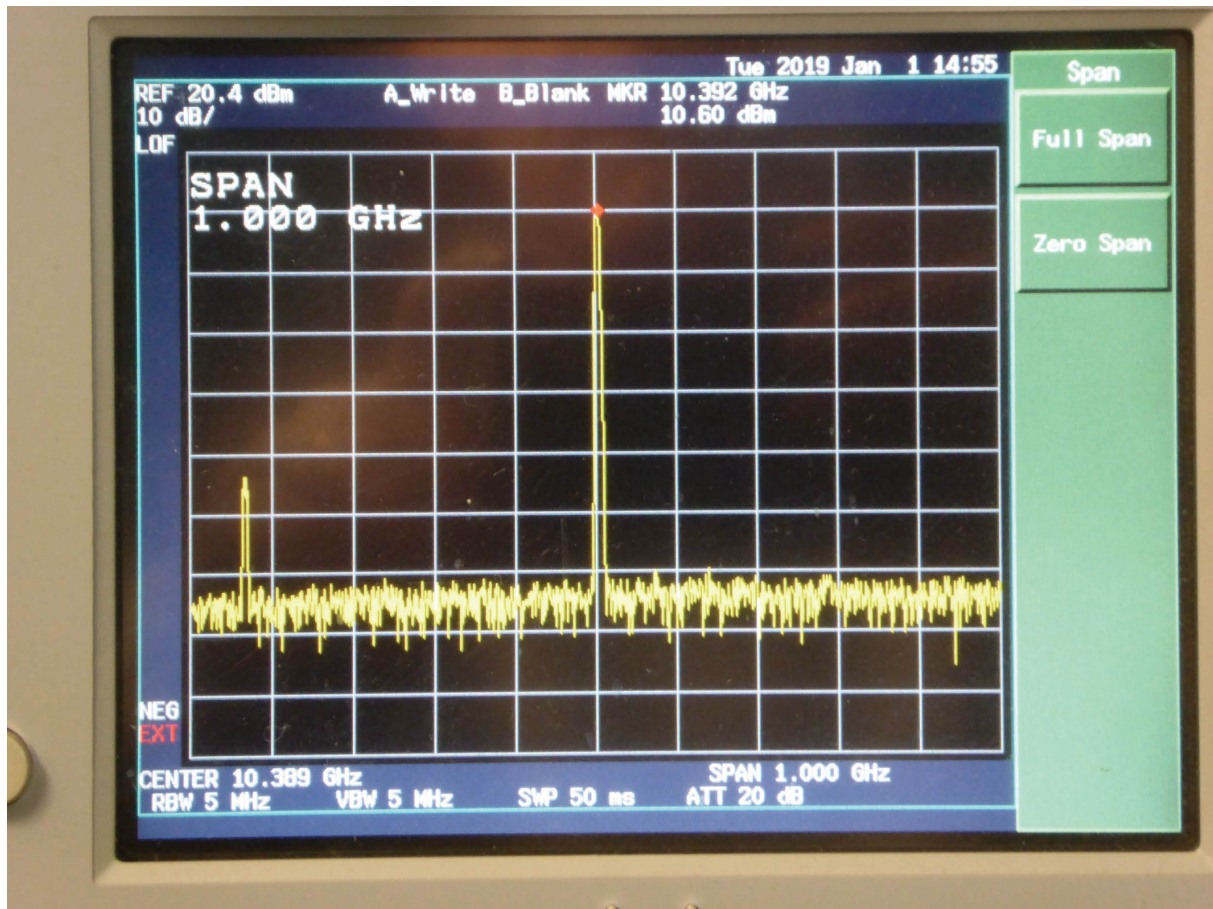 Tue 2019 Jan 1 14:55
REF 20.4 dBm A_Write B_Blank MKR 10.392 GHz
10 dB/ 10.60 dBm
LOF
SPAN
1.000 GHz
NEG
EXT
CENTER 10.389 GHz SPAN 1.000 GHz
RBW 5 MHz VBW 5 MHz SWP 50 ms ATT 20 dB
Span
Full Span
Zero Span